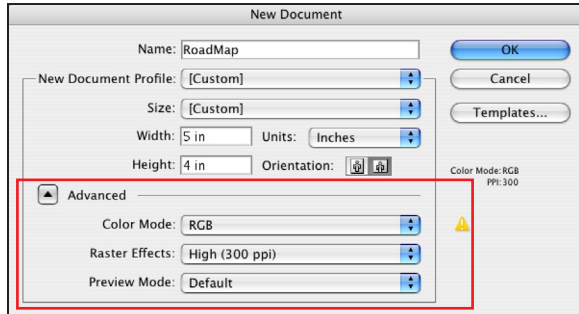 New Document
Name: RoadMap
OK
New Document Profile: [Custom]
Cancel
Size: [Custom]
Templates...
Width: 5 in Units: Inches
Height: 4 in Orientation:
Color Mode:RGB
PPI:300
Advanced
Color Mode: RGB
Raster Effects: High (300 ppi)
Preview Mode: Default